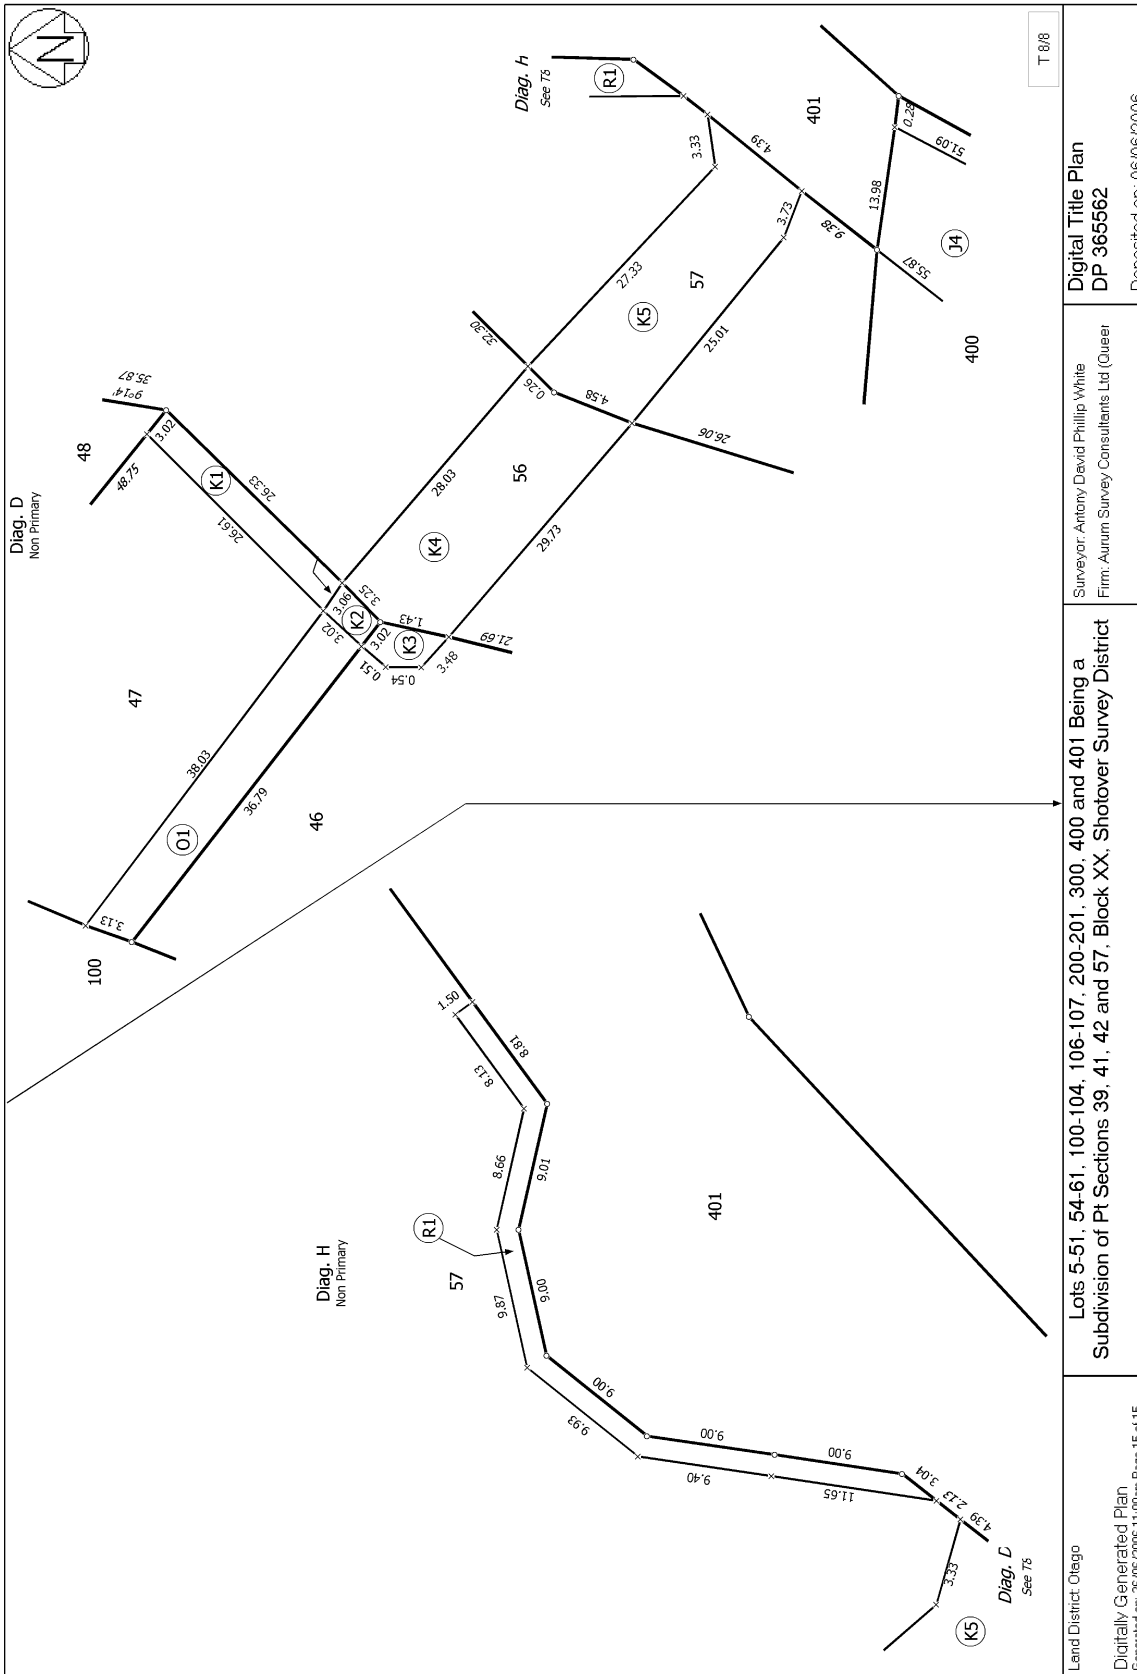 N
T 8/8
Diag. D
Non Primary
48
48.75
9°14'
35.87
3.02
K1
26.33
26.61
47
3.06
3.02
K2
3.25
3.02
0.51
K3
1.43
0.54
3.48
21.69
38.03
36.79
O1
46
3.13
100
28.03
K4
56
29.73
32.30
0.26
4.58
26.06
27.33
K5
57
25.01
3.33
3.73
4.39
9.38
Diag. H
See T8
R1
401
0.28
51.09
13.98
J4
55.87
400
Diag. H
Non Primary
1.50
8.81
8.13
8.66
9.01
R1
57
9.87
9.00
401
9.93
9.00
9.40
9.00
11.65
9.00
3.04
2.13
4.39
3.33
K5
Diag. D
See T8
Land District: Otago
Digitally Generated Plan
Lots 5-51, 54-61, 100-104, 106-107, 200-201, 300, 400 and 401 Being a
Subdivision of Pt Sections 39, 41, 42 and 57, Block XX, Shotover Survey District
Surveyor: Antony David Phillip White
Firm: Aurum Survey Consultants Ltd (Queer
Digital Title Plan
DP 365562